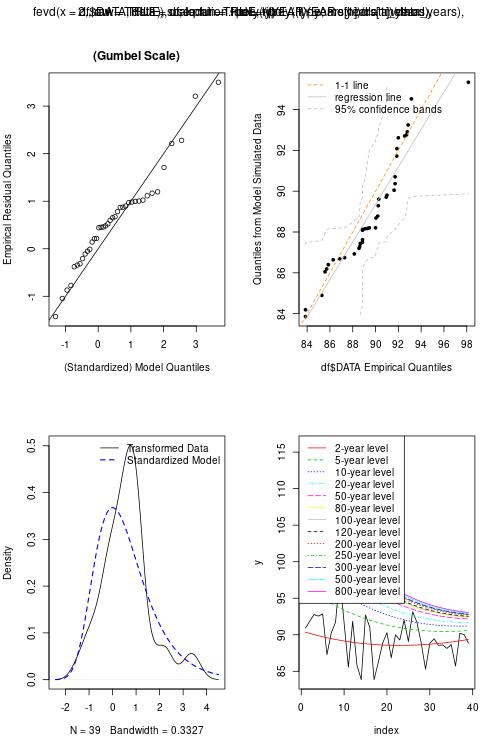 fevd(x =
years),
(Gumbel Scale)
Empirical Residual Quantiles
3
2
1
0
-1
-1 0 1 2 3
(Standardized) Model Quantiles
1-1 line
regression line
95% confidence bands
Quantiles from Model Simulated Data
94
92
90
88
86
84
84 86 88 90 92 94 96 98
df$DATA Empirical Quantiles
Transformed Data
Standardized Model
Density
0.5
0.4
0.3
0.2
0.1
0.0
-2 -1 0 1 2 3 4
N = 39 Bandwidth = 0.3327
2-year level
5-year level
10-year level
20-year level
50-year level
80-year level
100-year level
120-year level
200-year level
250-year level
300-year level
500-year level
800-year level
y
115
110
105
100
95
90
85
0 10 20 30 40
index